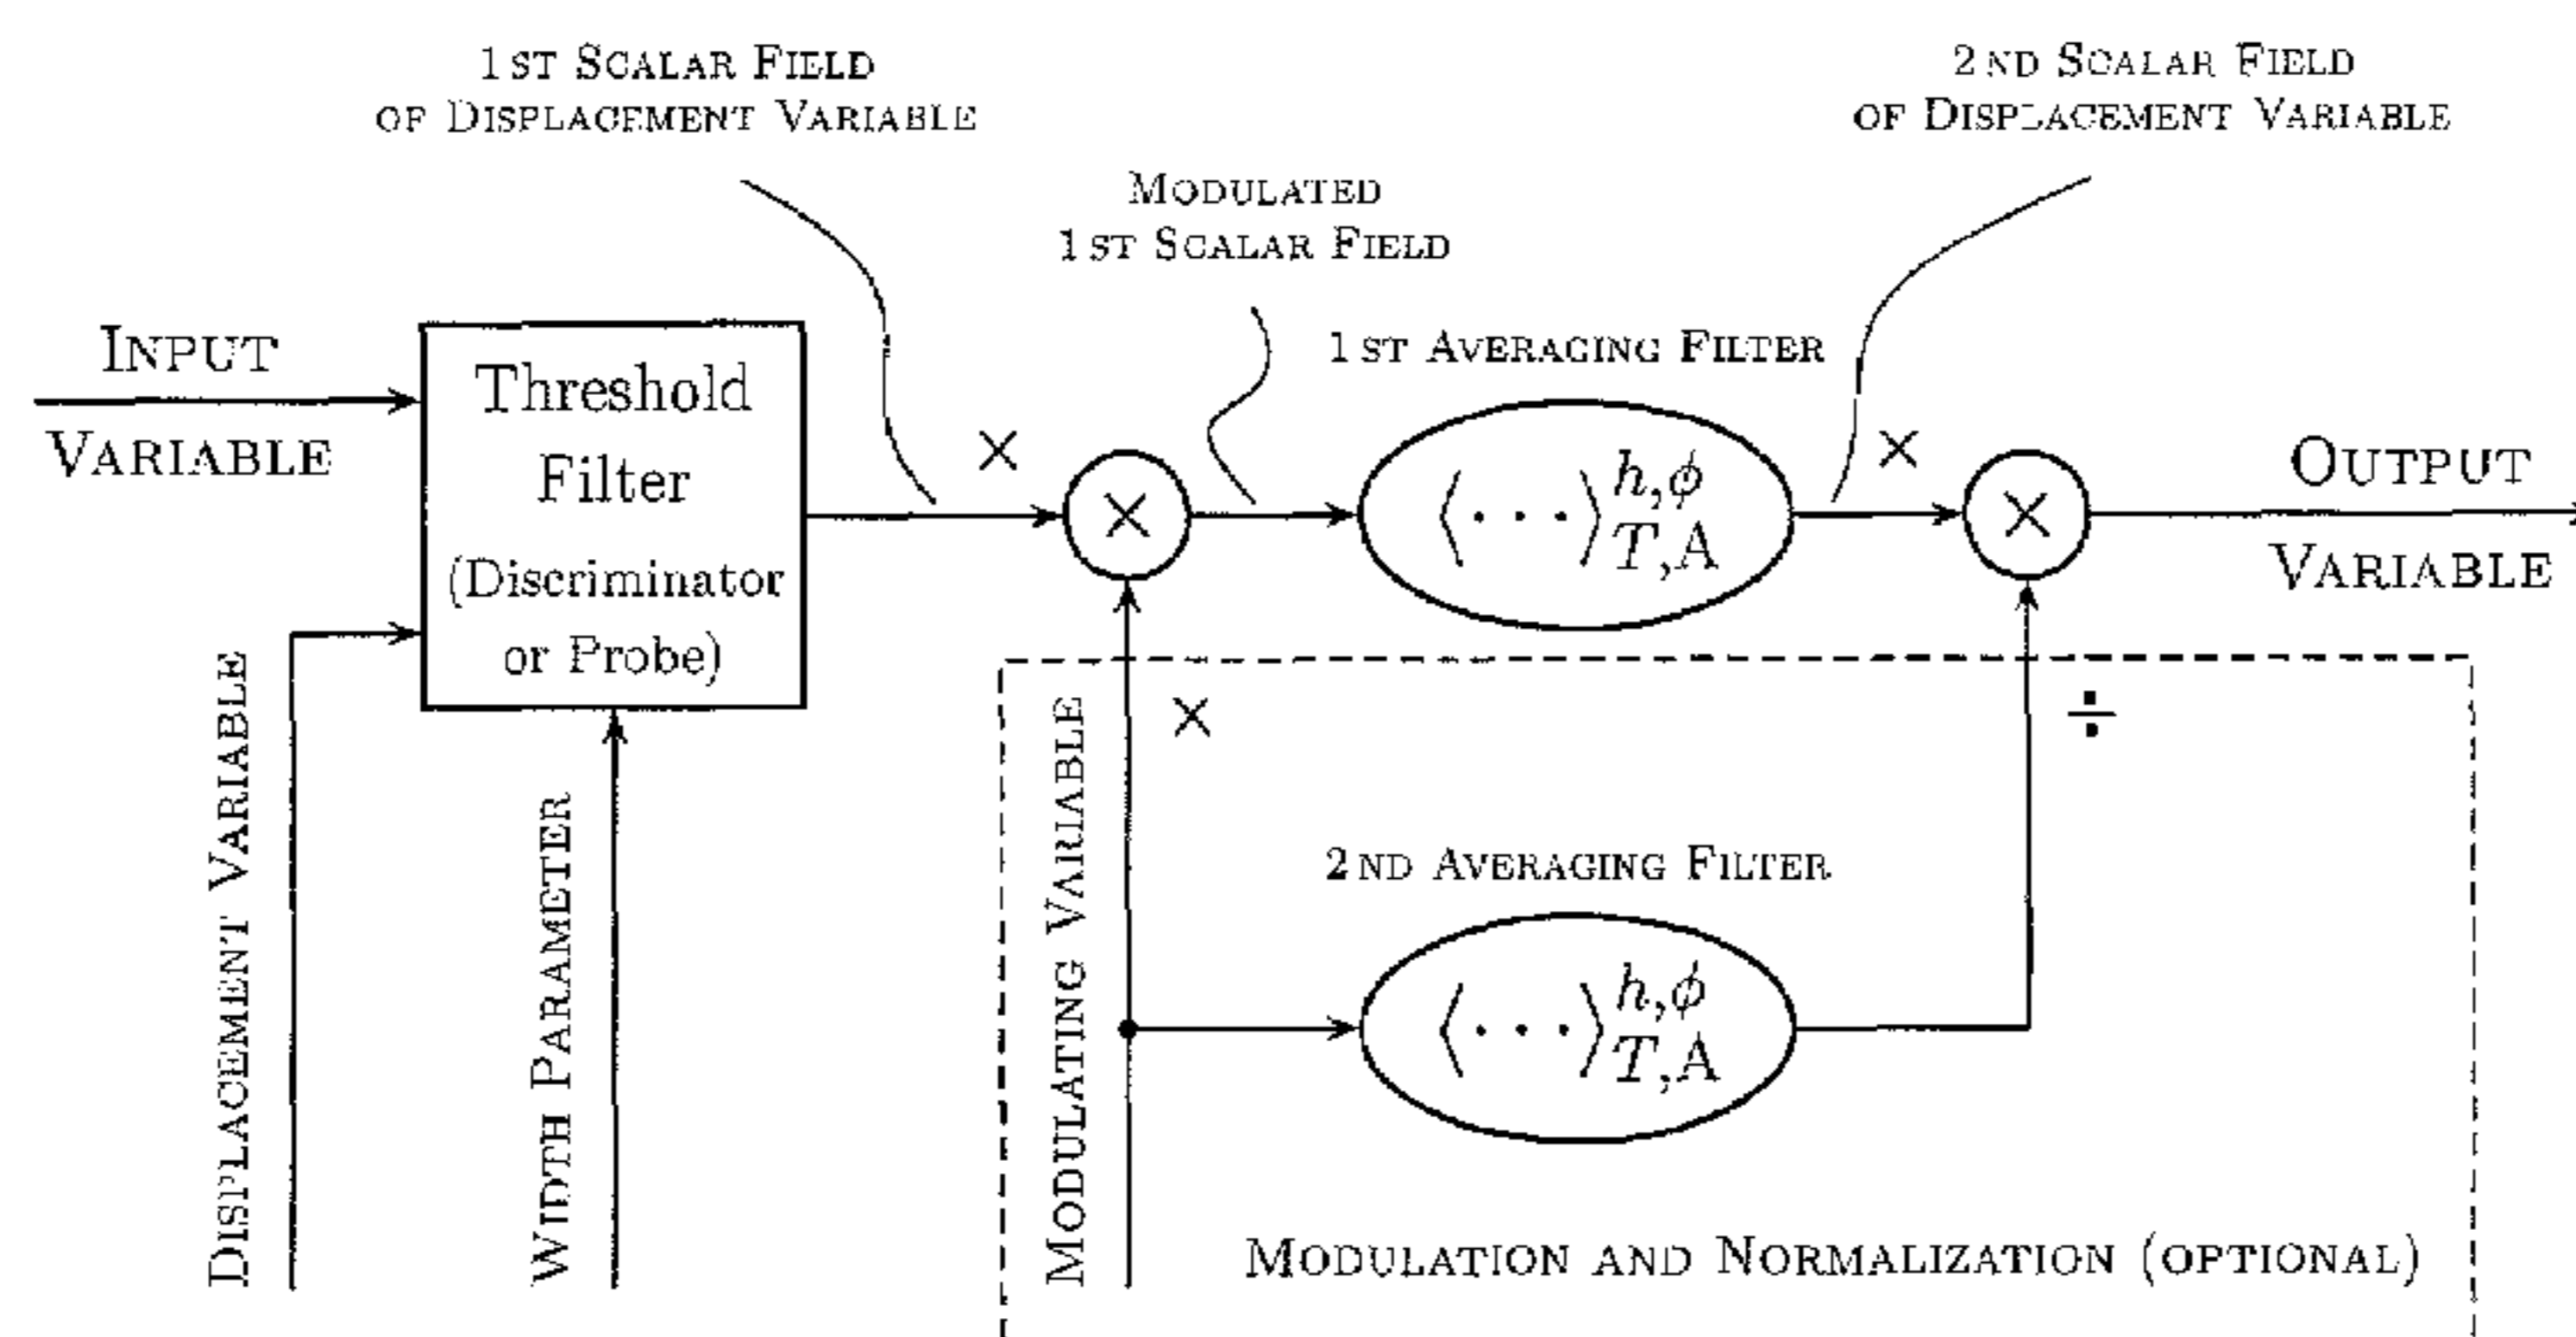 1ST SCALAR FIELD
OF DISPLACEMENT VARIABLE
2ND SCALAR FIELD
OF DISPLACEMENT VARIABLE
MODULATED
1ST SCALAR FIELD
INPUT
VARIABLE
Threshold
Filter
(Discriminator
or Probe)
×
×
1ST AVERAGING FILTER
⟨···⟩ h,ϕ
T,A
×
×
OUTPUT
VARIABLE
DISPLACEMENT VARIABLE
WIDTH PARAMETER
MODULATING VARIABLE
×
÷
2ND AVERAGING FILTER
⟨···⟩ h,ϕ
T,A
MODULATION AND NORMALIZATION (OPTIONAL)